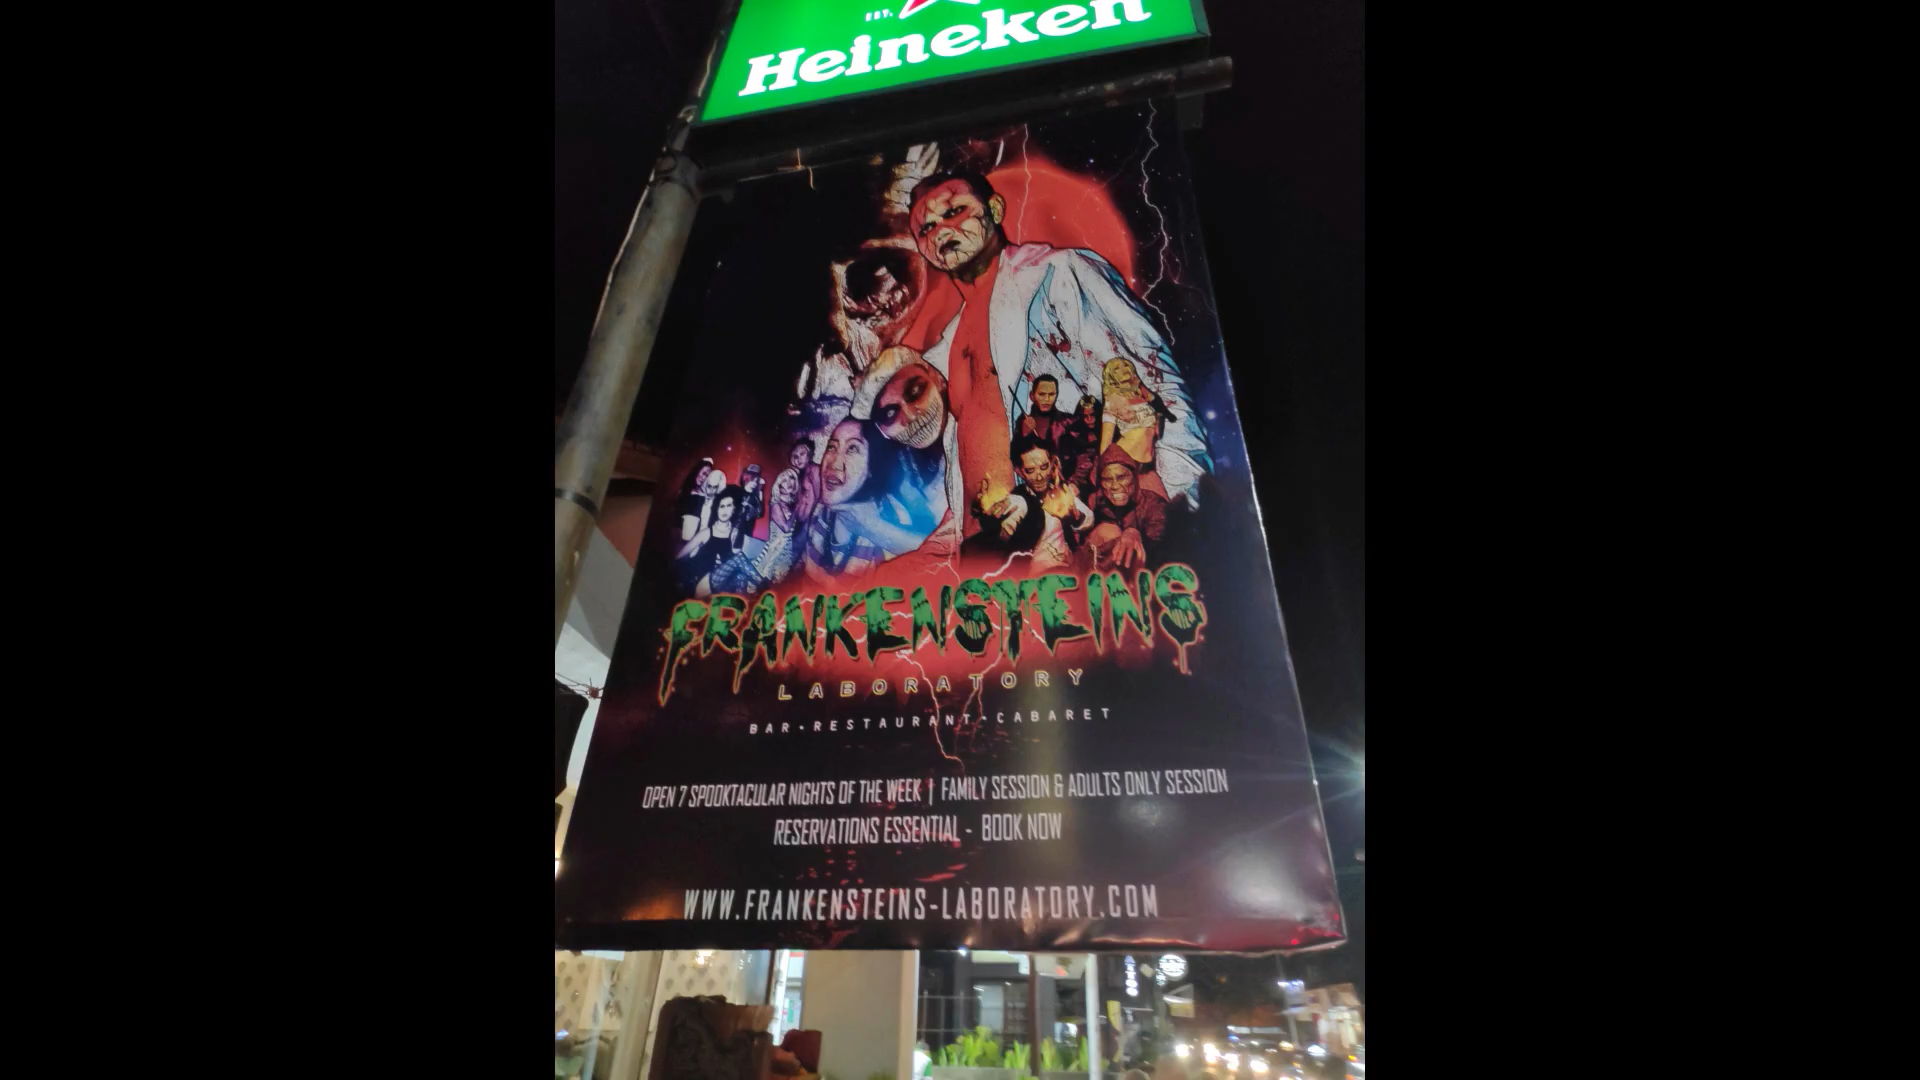 EST.
Heineken
FRANKENSTEINS
LABORATORY
BAR•RESTAURANT•CABARET
OPEN 7 SPOOKTACULAR NIGHTS OF THE WEEK | FAMILY SESSION & ADULTS ONLY SESSION
RESERVATIONS ESSENTIAL - BOOK NOW
WWW.FRANKENSTEINS-LABORATORY.COM